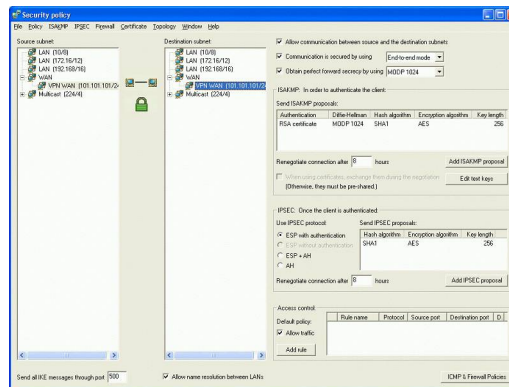 Security policy
File Policy ISAKMP IPSEC Firewall Certificate Topology Window Help
Source subnet:
LAN (10/8)
LAN (172.16/12)
LAN (192.168/16)
WAN
VPN WAN (101.101.101/24
Multicast (224/4)
Destination subnet:
LAN (10/8)
LAN (172.16/12)
LAN (192.168/16)
WAN
VPN WAN (101.101.101/24
Multicast (224/4)
Allow communication between source and the destination subnets
Communication is secured by using End-to-end mode
Obtain perfect forward secrecy by using MODP 1024
ISAKMP: In order to authenticate the client:
Send ISAKMP proposals:
Authentication Diffie-Hellman Hash algorithm Encryption algorithm Key length
RSA certificate MODP 1024 SHA1 AES 256
Renegotiate connection after 8 hours Add ISAKMP proposal
When using certificates, exchange them during the negotiation
(Otherwise, they must be pre-shared.)
Edit text keys
IPSEC: Once the client is authenticated:
Use IPSEC protocol:
ESP with authentication
ESP without authentication
ESP + AH
AH
Send IPSEC proposals:
Hash algorithm Encryption algorithm Key length
SHA1 AES 256
Renegotiate connection after 8 hours Add IPSEC proposal
Access control:
Default policy:
Allow traffic
Add rule
Rule name Protocol Source port Destination port D.
Send all IKE messages through port 500
Allow name resolution between LANs
ICMP & Firewall Policies